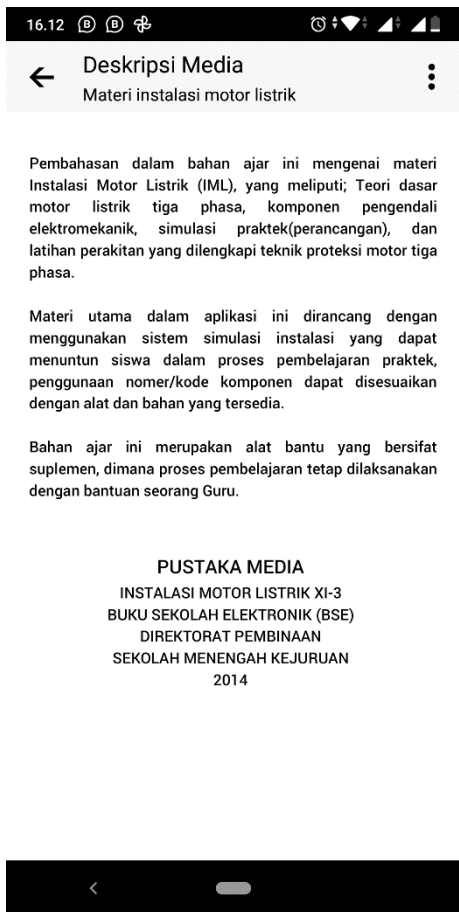 16.12
Deskripsi Media
Materi instalasi motor listrik
Pembahasan dalam bahan ajar ini mengenai materi
Instalasi Motor Listrik (IML), yang meliputi; Teori dasar
motor listrik tiga phasa, komponen pengendali
elektromekanik, simulasi praktek(perancangan), dan
latihan perakitan yang dilengkapi teknik proteksi motor tiga
phasa.
Materi utama dalam aplikasi ini dirancang dengan
menggunakan sistem simulasi instalasi yang dapat
menuntun siswa dalam proses pembelajaran praktek,
penggunaan nomer/kode komponen dapat disesuaikan
dengan alat dan bahan yang tersedia.
Bahan ajar ini merupakan alat bantu yang bersifat
suplemen, dimana proses pembelajaran tetap dilaksanakan
dengan bantuan seorang Guru.
PUSTAKA MEDIA
INSTALASI MOTOR LISTRIK XI-3
BUKU SEKOLAH ELEKTRONIK (BSE)
DIREKTORAT PEMBINAAN
SEKOLAH MENENGAH KEJURUAN
2014